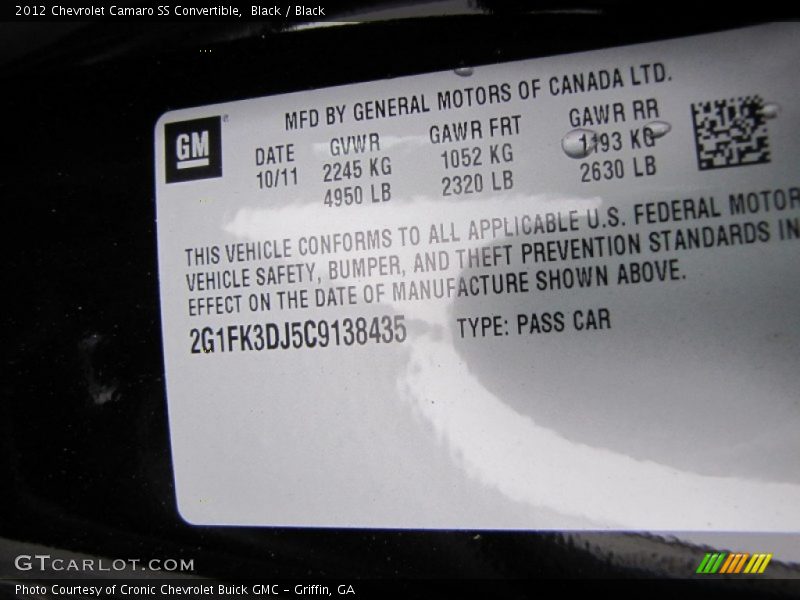 2012 Chevrolet Camaro SS Convertible,  Black / Black
MFD BY GENERAL MOTORS OF CANADA LTD.
GM
DATE GVWR GAWR FRT GAWR RR
10/11 2245 KG 1052 KG 1193 KG
4950 LB 2320 LB 2630 LB
THIS VEHICLE CONFORMS TO ALL APPLICABLE U.S. FEDERAL MOTOR
VEHICLE SAFETY, BUMPER, AND THEFT PREVENTION STANDARDS IN
EFFECT ON THE DATE OF MANUFACTURE SHOWN ABOVE.
2G1FK3DJ5C9138435 TYPE: PASS CAR
GTCARLOT.COM
Photo Courtesy of Cronic Chevrolet Buick GMC - Griffin, GA